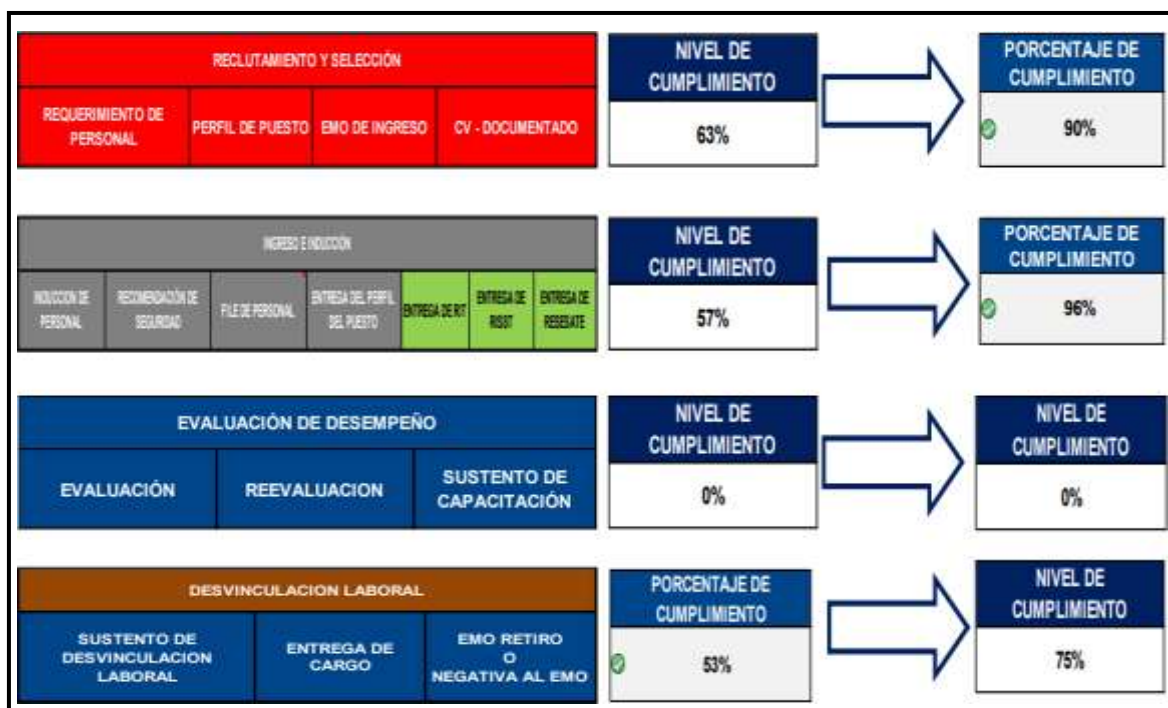 RECLUTAMIENTO Y SELECCIÓN
REQUERIMIENTO DE
PERSONAL
PERFIL DE PUESTO
EMO DE INGRESO
CV - DOCUMENTADO
NIVEL DE
CUMPLIMIENTO
63%
PORCENTAJE DE
CUMPLIMIENTO
90%
INGRESO E INDUCCIÓN
INDUCCION DE
PERSONAL
RECOMENDACIÓN DE
SEGURIDAD
FILE DE PERSONAL
ENTREGA DEL PERFIL
DEL PUESTO
ENTREGA DE RIT
ENTREGA DE
RISST
ENTREGA DE
RESEBATE
NIVEL DE
CUMPLIMIENTO
57%
PORCENTAJE DE
CUMPLIMIENTO
96%
EVALUACIÓN DE DESEMPEÑO
EVALUACIÓN
REEVALUACION
SUSTENTO DE
CAPACITACIÓN
NIVEL DE
CUMPLIMIENTO
0%
NIVEL DE
CUMPLIMIENTO
0%
DESVINCULACION LABORAL
SUSTENTO DE
DESVINCULACION
LABORAL
ENTREGA DE
CARGO
EMO RETIRO
O
NEGATIVA AL EMO
PORCENTAJE DE
CUMPLIMIENTO
53%
NIVEL DE
CUMPLIMIENTO
75%